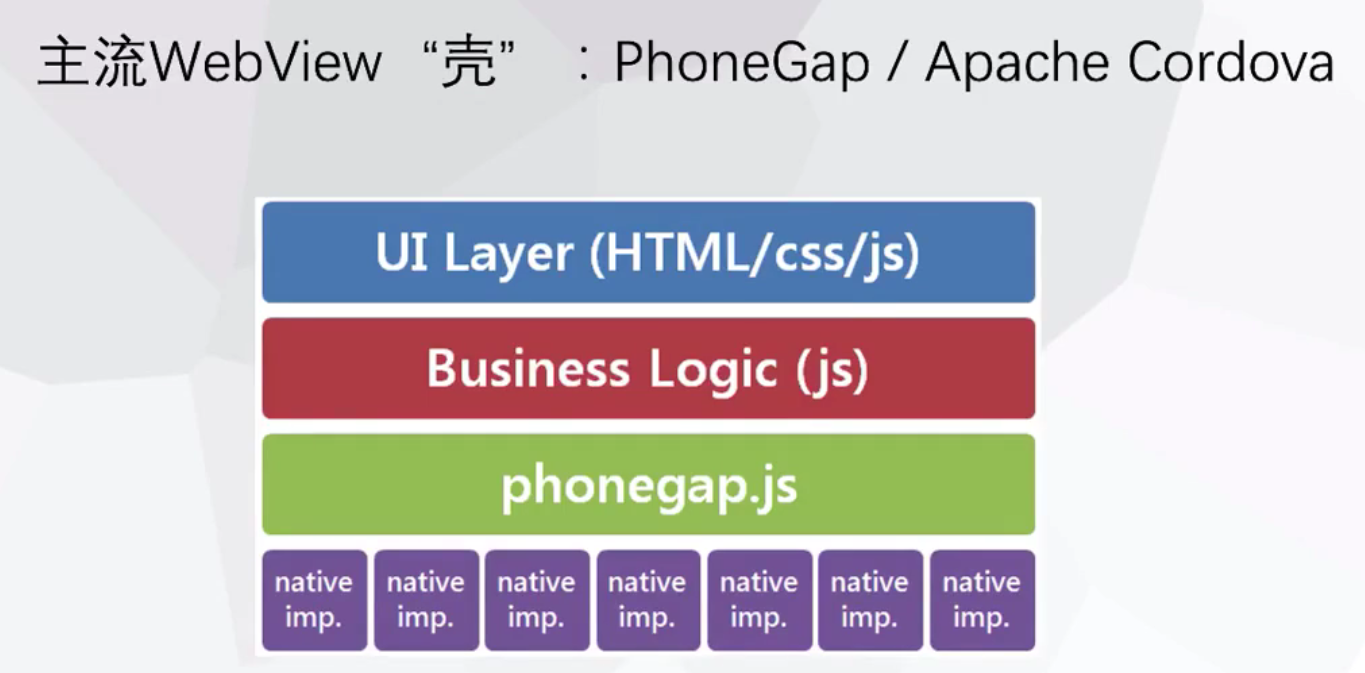 主流WebView “壳” ：PhoneGap / Apache Cordova
UI Layer (HTML/css/js)
Business Logic (js)
phonegap.js
native imp.
native imp.
native imp.
native imp.
native imp.
native imp.
native imp.